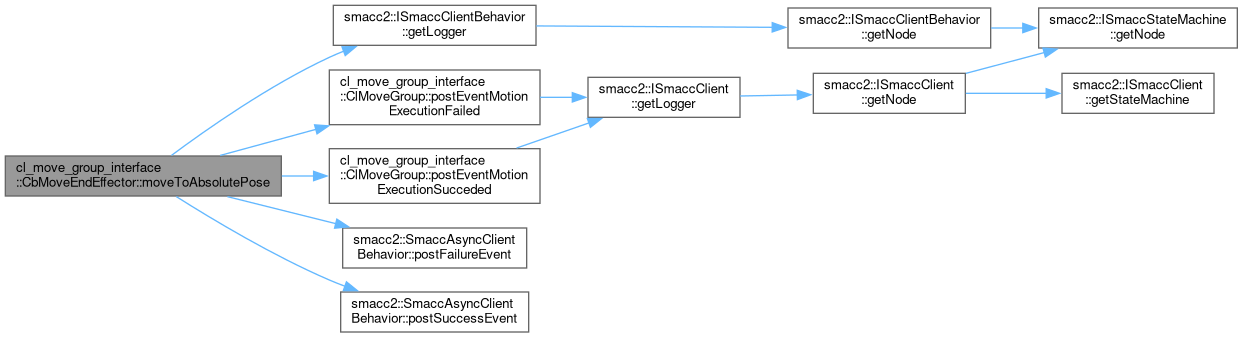 smacc2::ISmaccClientBehavior
::getLogger
smacc2::ISmaccClientBehavior
::getNode
smacc2::ISmaccStateMachine
::getNode
cl_move_group_interface
::ClMoveGroup::postEventMotion
ExecutionFailed
smacc2::ISmaccClient
::getLogger
smacc2::ISmaccClient
::getNode
smacc2::ISmaccClient
::getStateMachine
cl_move_group_interface
::CbMoveEndEffector::moveToAbsolutePose
cl_move_group_interface
::ClMoveGroup::postEventMotion
ExecutionSucceded
smacc2::SmaccAsyncClient
Behavior::postFailureEvent
smacc2::SmaccAsyncClient
Behavior::postSuccessEvent